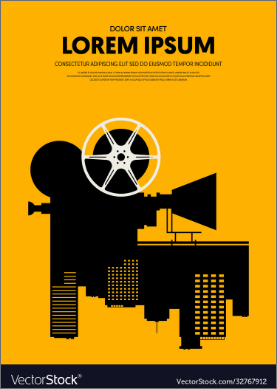 DOLOR SIT AMET
LOREM IPSUM
CONSECTETUR ADIPISCING ELIT SED DO EIUSMOD TEMPOR INCIDIDUNT
VectorStock®
VectorStock.com/32767912